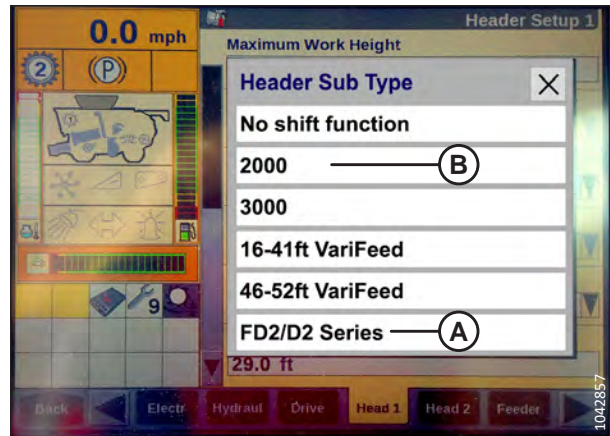 0.0 mph
Header Setup 1
2
(P)
Maximum Work Height
Header Sub Type
No shift function
2000
B
3000
16-41ft VariFeed
46-52ft VariFeed
9
FD2/D2 Series
A
29.0 ft
Back
Electr
Hydraul
Drive
Head 1
Head 2
Feeder
1042857